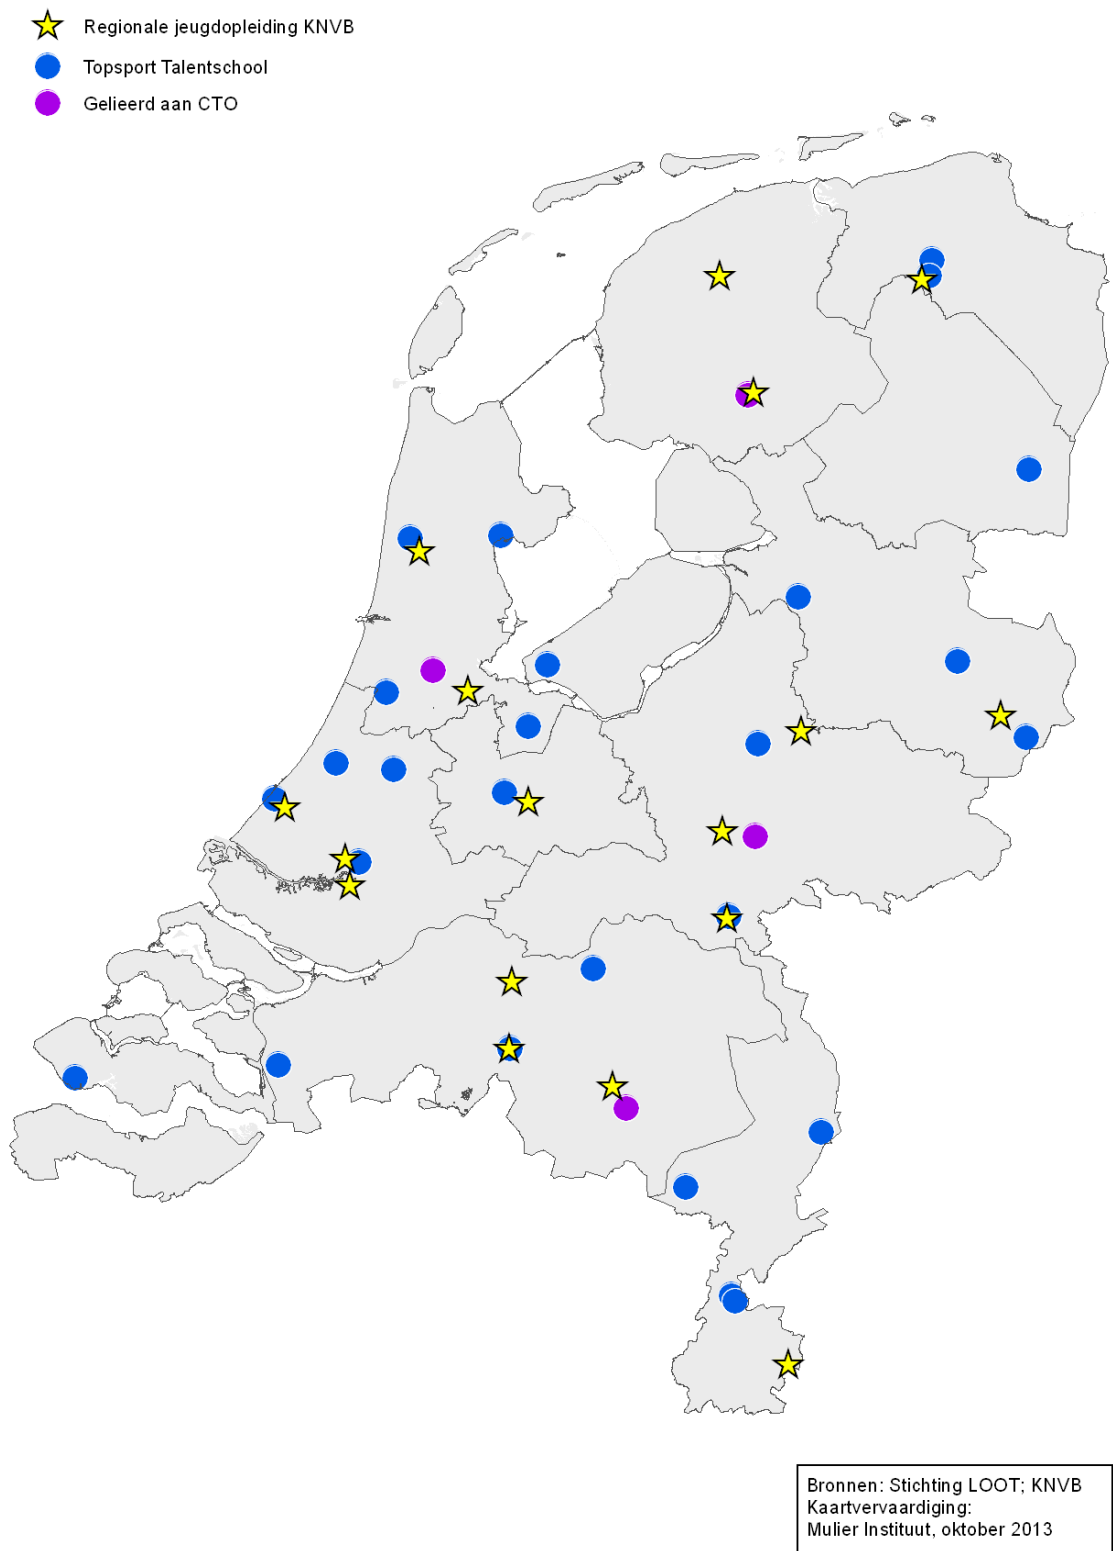 Regionale jeugdopleiding KNVB
Topsport Talentschool
Gelieerd aan CTO
Bronnen: Stichting LOOT; KNVB
Kaartvervaardiging:
Mulier Instituut, oktober 2013